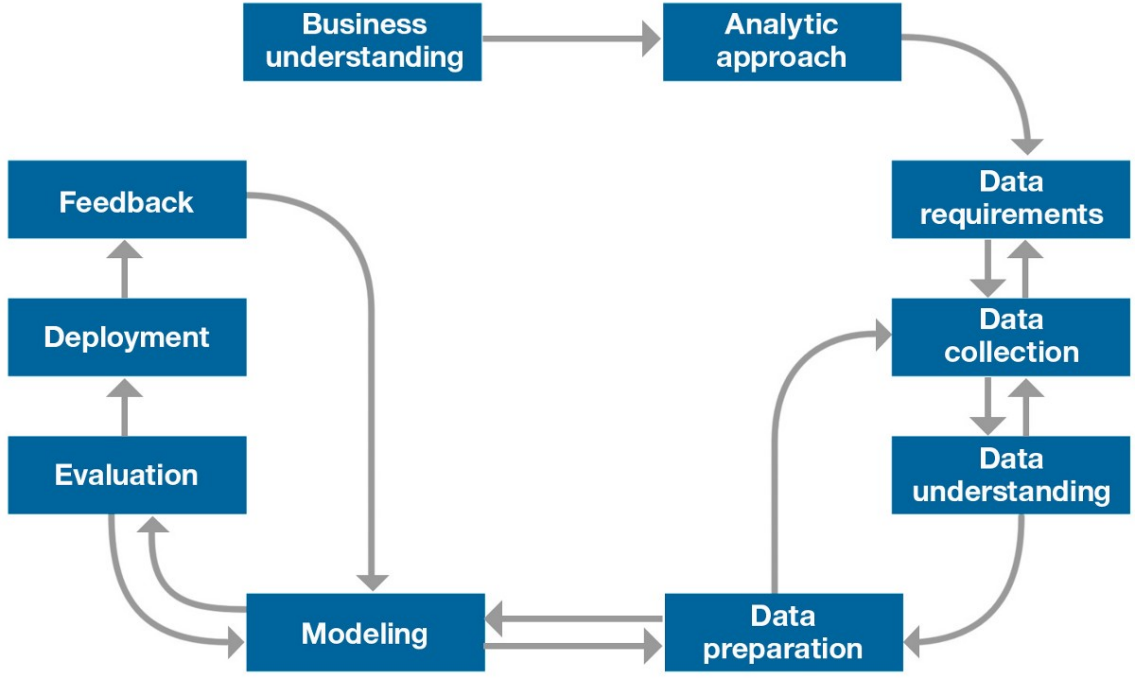 Business
understanding
Analytic
approach
Data
requirements
Data
collection
Data
understanding
Data
preparation
Modeling
Evaluation
Deployment
Feedback